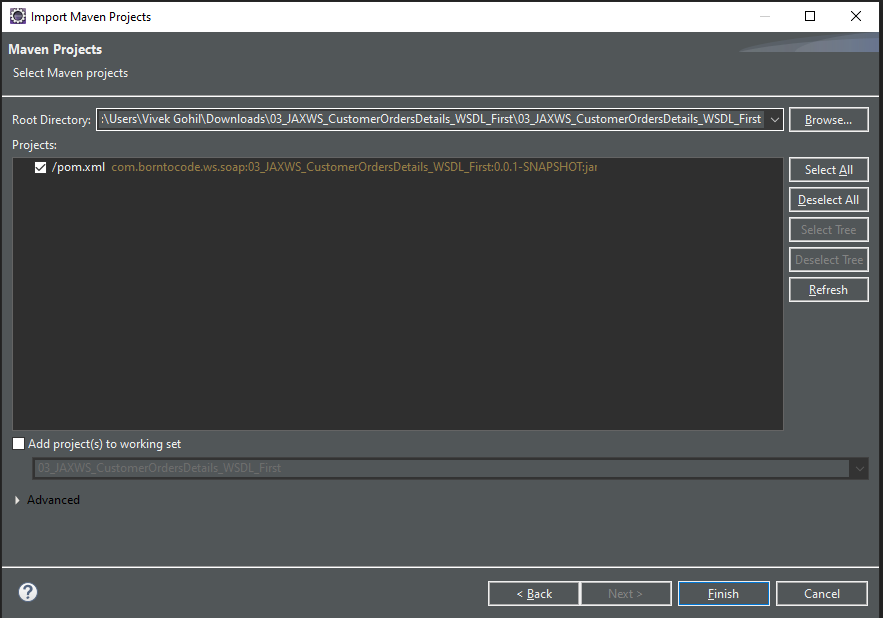 Import Maven Projects
Maven Projects
Select Maven projects
Root Directory: :\Users\Vivek Gohil\Downloads\03_JAXWS_CustomerOrdersDetails_WSDL_First\03_JAXWS_CustomerOrdersDetails_WSDL_First Browse...
Projects:
/pom.xml com.borntocode.ws.soap:03_JAXWS_CustomerOrdersDetails_WSDL_First:0.0.1-SNAPSHOT:jar
Select All
Deselect All
Select Tree
Deselect Tree
Refresh
Add project(s) to working set
03_JAXWS_CustomerOrdersDetails_WSDL_First
Advanced
? < Back Next > Finish Cancel